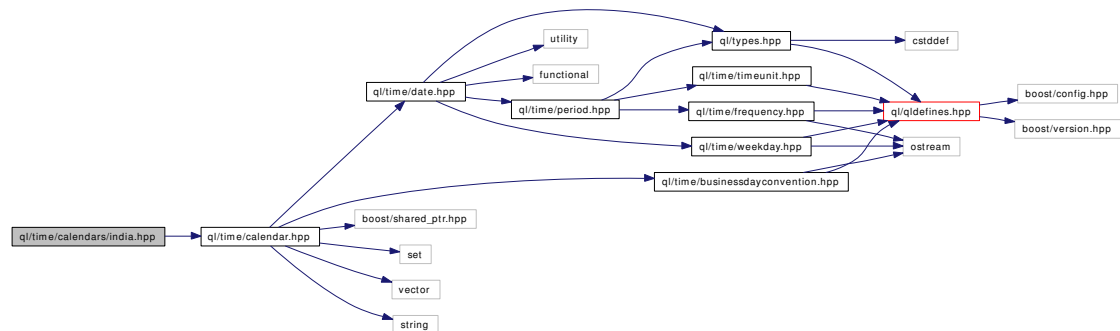 ql/types.hpp
cstddef
utility
functional
ql/time/timeunit.hpp
ql/time/date.hpp
boost/config.hpp
ql/time/period.hpp
ql/time/frequency.hpp
ql/qldefines.hpp
boost/version.hpp
ql/time/weekday.hpp
ostream
ql/time/businessdayconvention.hpp
boost/shared_ptr.hpp
ql/time/calendars/india.hpp
ql/time/calendar.hpp
set
vector
string